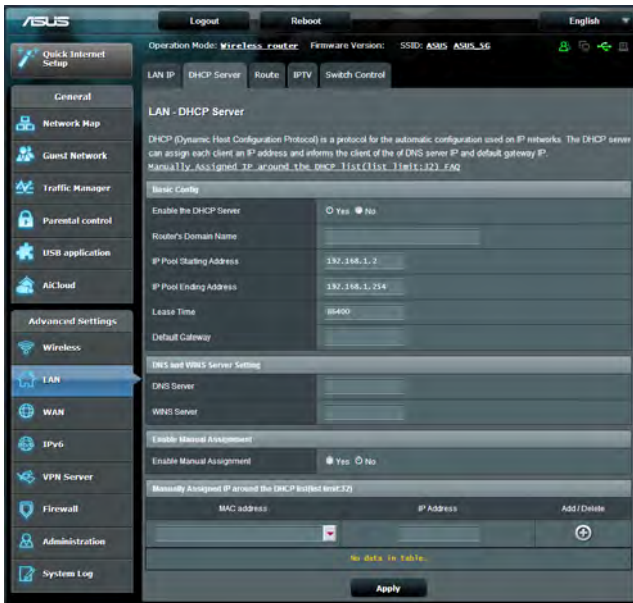 ASUS
Logout
Reboot
English
Quick Internet Setup
Operation Mode: Wireless router Firmware Version: SSID: ASUS ASUS_5G
LAN IP
DHCP Server
Route
IPTV
Switch Control
General
Network Map
Guest Network
Traffic Manager
Parental control
USB application
AiCloud
Advanced Settings
Wireless
LAN
WAN
IPv6
VPN Server
Firewall
Administration
System Log
LAN - DHCP Server
DHCP (Dynamic Host Configuration Protocol) is a protocol for the automatic configuration used on IP networks. The DHCP server
can assign each client an IP address and informs the client of the of DNS server IP and default gateway IP.
Manually Assigned IP around the DHCP list(list limit:32) FAQ
Basic Config
Enable the DHCP Server
Yes No
Router's Domain Name
IP Pool Starting Address
192.168.1.2
IP Pool Ending Address
192.168.1.254
Lease Time
86400
Default Gateway
DNS and WINS Server Setting
DNS Server
WINS Server
Enable Manual Assignment
Enable Manual Assignment
Yes No
Manually Assigned IP around the DHCP list(list limit:32)
MAC address
IP Address
Add / Delete
No data in table.
Apply